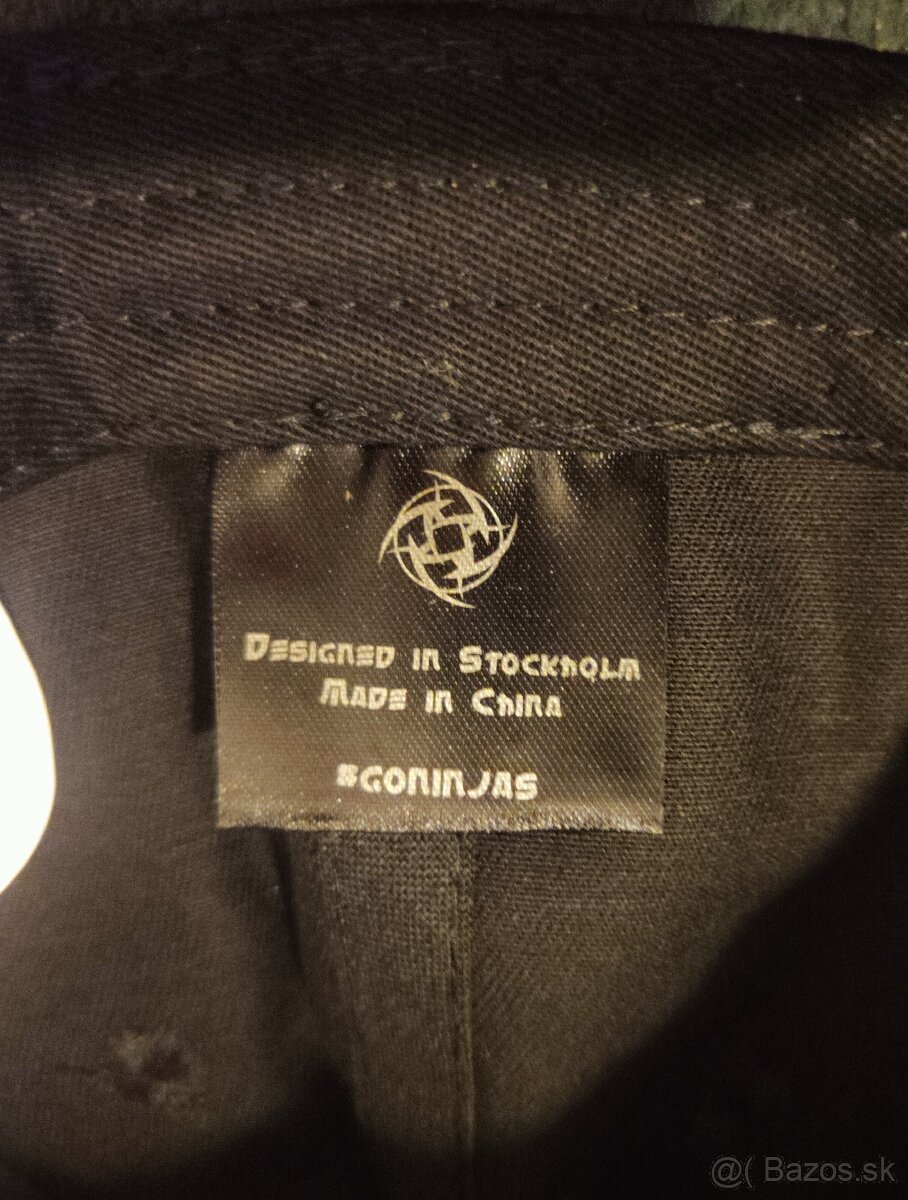 Designed in Stockholm
Made in China
#GONINJAS
@( Bazos.sk